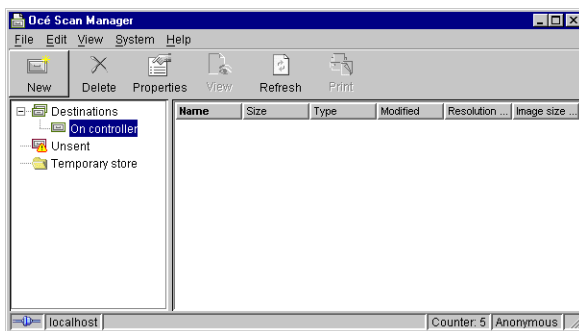 Océ Scan Manager
File Edit View System Help
New Delete Properties View Refresh Print
Destinations
On controller
Unsent
Temporary store
Name Size Type Modified Resolution ... Image size ...
localhost Counter: 5 Anonymous